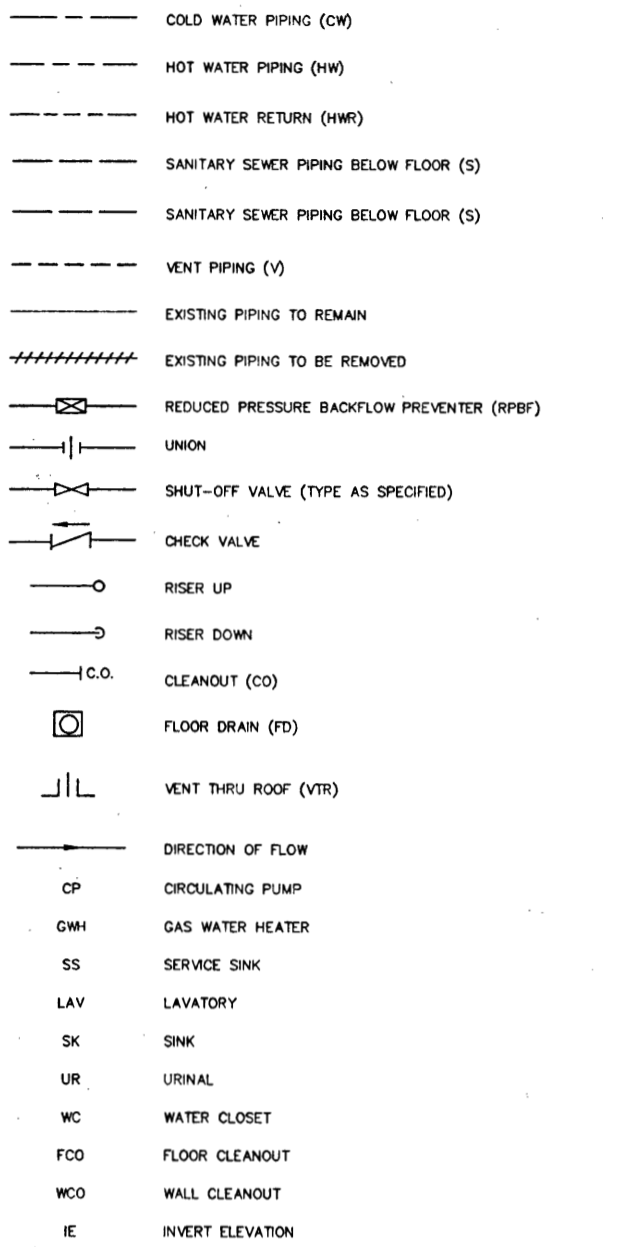 COLD WATER PIPING (CW)
HOT WATER PIPING (HW)
HOT WATER RETURN (HWR)
SANITARY SEWER PIPING BELOW FLOOR (S)
SANITARY SEWER PIPING BELOW FLOOR (S)
VENT PIPING (V)
EXISTING PIPING TO REMAIN
EXISTING PIPING TO BE REMOVED
REDUCED PRESSURE BACKFLOW PREVENTER (RPBF)
UNION
SHUT-OFF VALVE (TYPE AS SPECIFIED)
CHECK VALVE
RISER UP
RISER DOWN
C.O. CLEANOUT (CO)
FLOOR DRAIN (FD)
VENT THRU ROOF (VTR)
DIRECTION OF FLOW
CP CIRCULATING PUMP
GWH GAS WATER HEATER
SS SERVICE SINK
LAV LAVATORY
SK SINK
UR URINAL
WC WATER CLOSET
FCO FLOOR CLEANOUT
WCO WALL CLEANOUT
IE INVERT ELEVATION